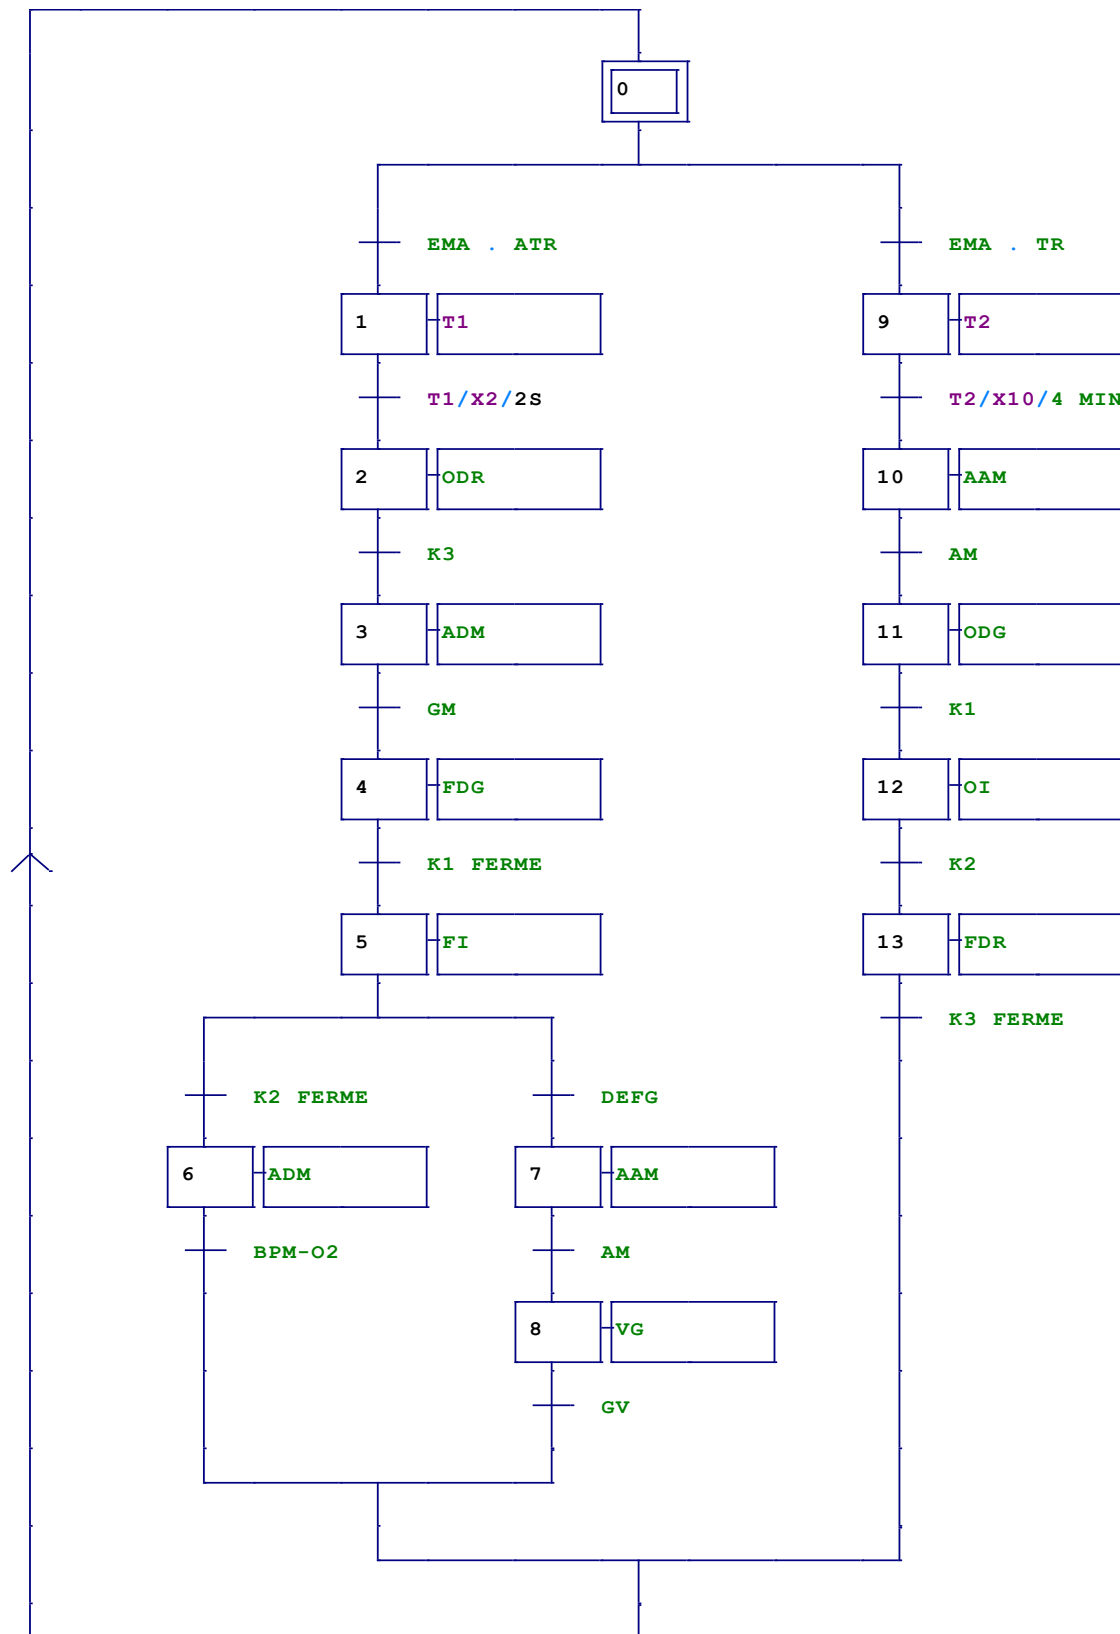 0
EMA . ATR
EMA . TR
1 T1
9 T2
T1/X2/2S
T2/X10/4 MIN
2 ODR
10 AAM
K3
AM
3 ADM
11 ODG
GM
K1
4 FDG
12 OI
K1 FERME
K2
5 FI
13 FDR
K3 FERME
K2 FERME
DEFG
6 ADM
7 AAM
BPM-O2
AM
8 VG
GV